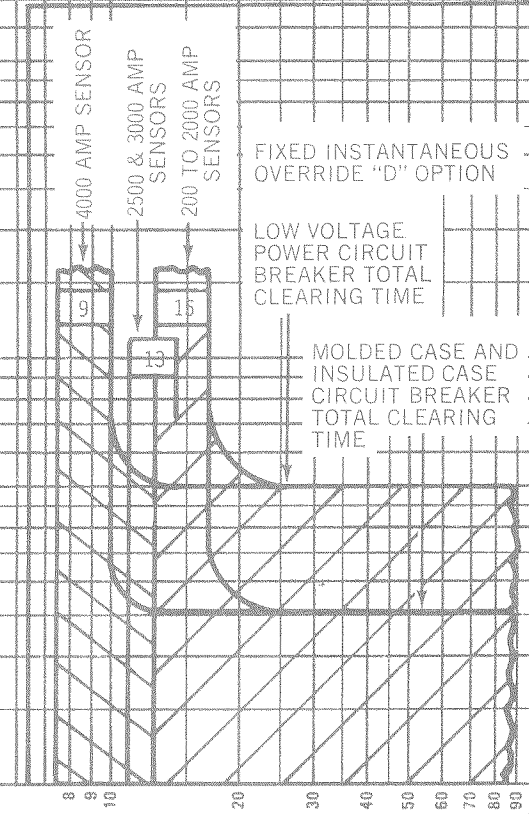 4000 AMP SENSOR
2500 & 3000 AMP
SENSORS
200 TO 2000 AMP
SENSORS
FIXED INSTANTANEOUS
OVERRIDE "D" OPTION
LOW VOLTAGE
POWER CIRCUIT
BREAKER TOTAL
CLEARING TIME
9
15
13
MOLDED CASE AND
INSULATED CASE
CIRCUIT BREAKER
TOTAL CLEARING
TIME
8
9
10
20
30
40
50
60
70
80
90